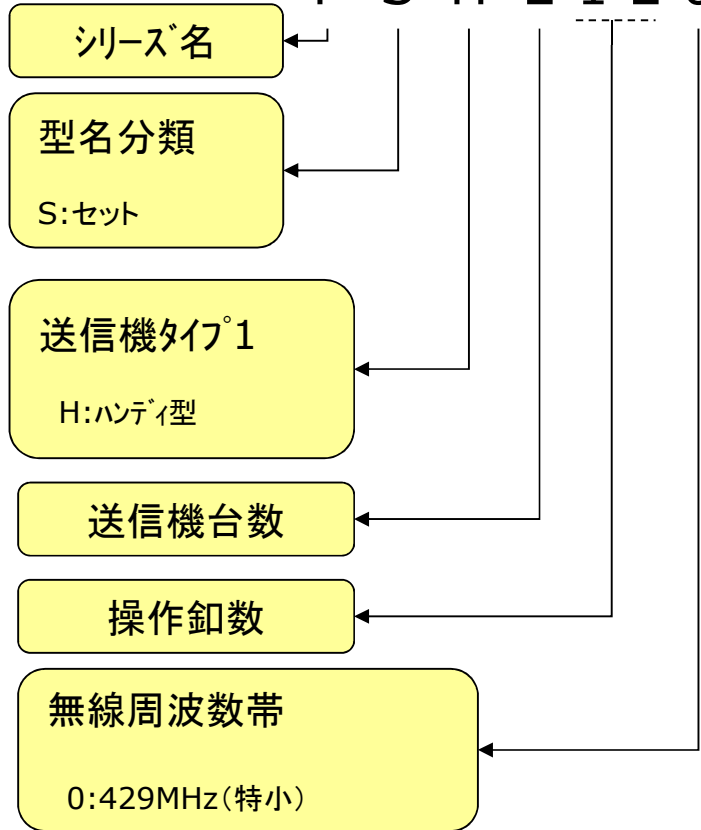 シリーズ名
型名分類
S:セット
送信機タイプ1
H:ハンディ型
送信機台数
操作釦数
無線周波数帯
0:429MHz(特小)